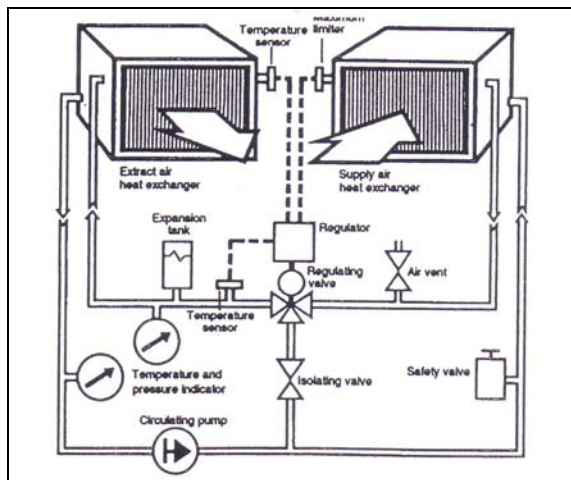 Temperature
sensor
Maximum
limiter
Extract air
heat exchanger
Supply air
heat exchanger
Expansion
tank
Regulator
Regulating
valve
Air vent
Temperature
sensor
Temperature and
pressure indicator
Isolating valve
Safety valve
Circulating pump